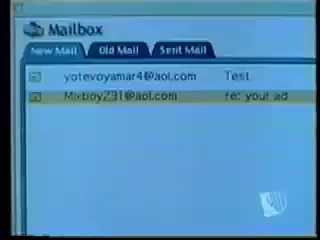 Mailbox
New Mail Old Mail Sent Mail
yotevoyamar4@aol.com Test
Mixboy231@aol.com re: your ad